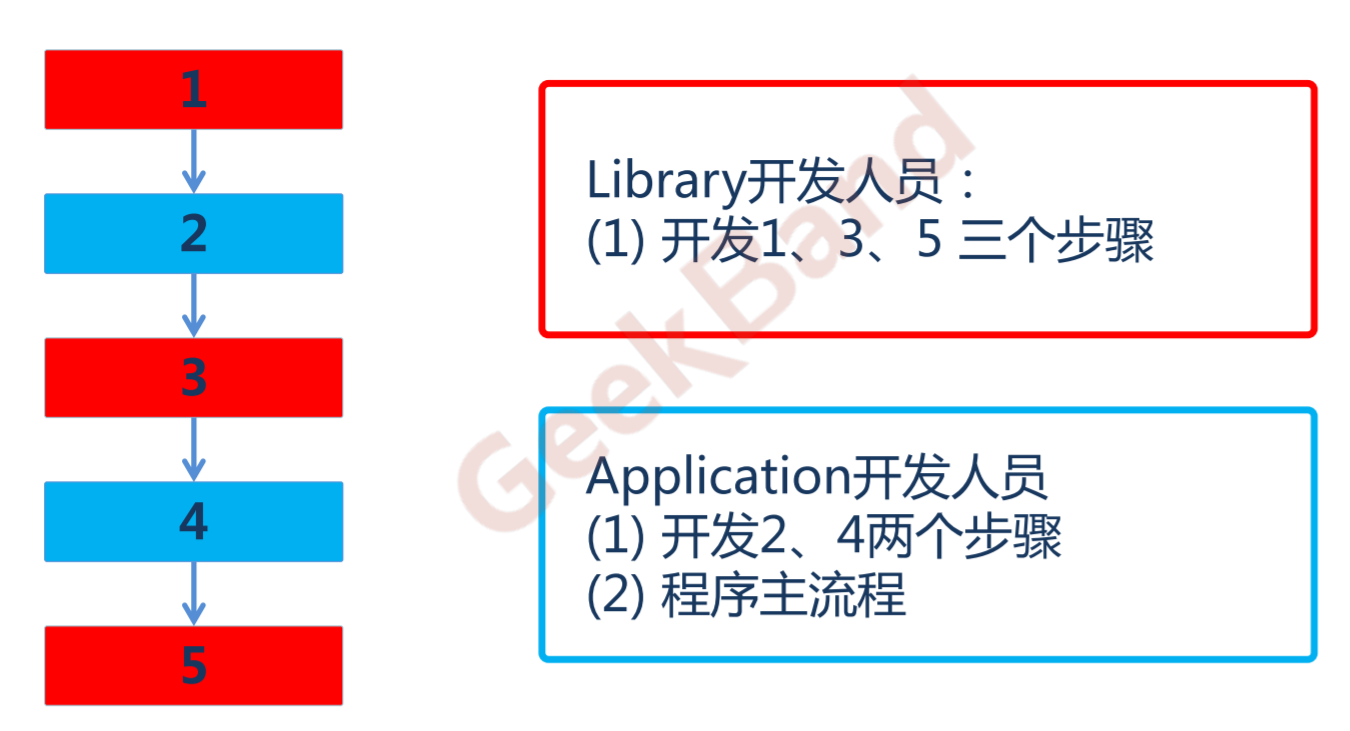 1
2
3
4
5
Library开发人员：
(1) 开发1、3、5 三个步骤
Application开发人员
(1) 开发2、4两个步骤
(2) 程序主流程
GeekBand